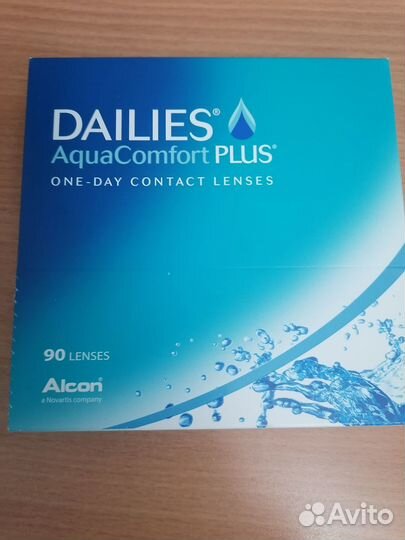 DAILIES®
AquaComfort PLUS®
ONE-DAY CONTACT LENSES
90 LENSES
Alcon®
a Novartis company
Avito